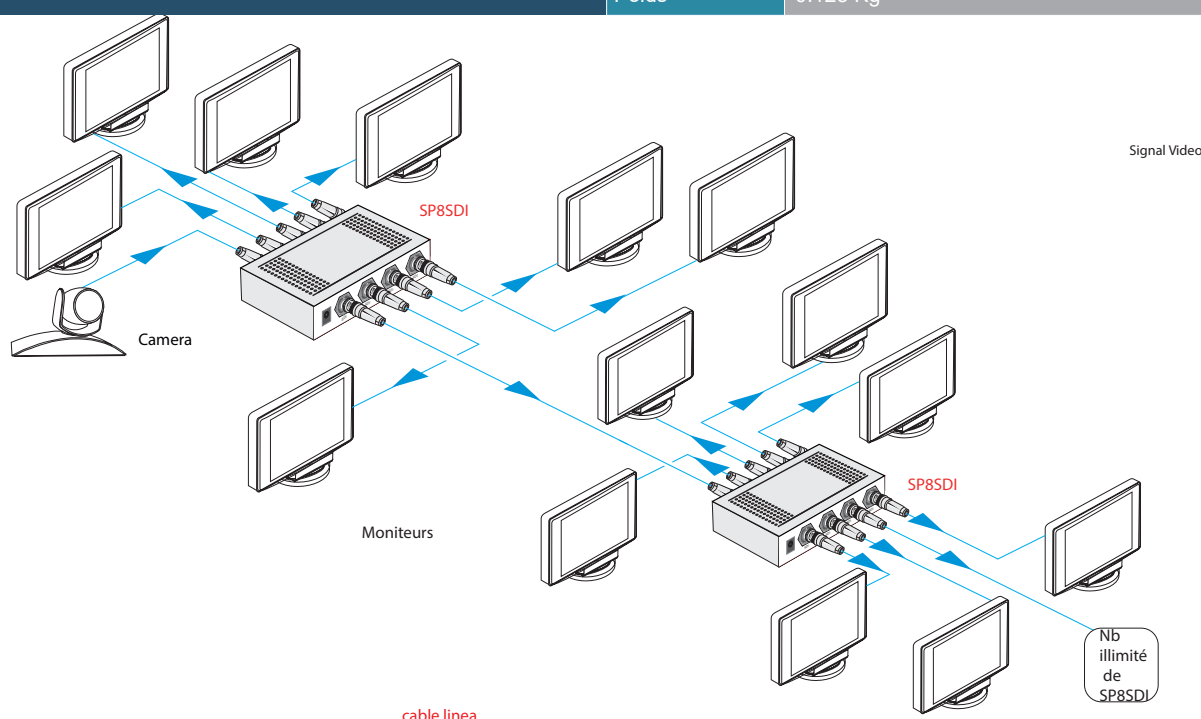 Signal Video
SP8SDI
Camera
SP8SDI
Moniteurs
Nb
illimité
de
SP8SDI
cable linea